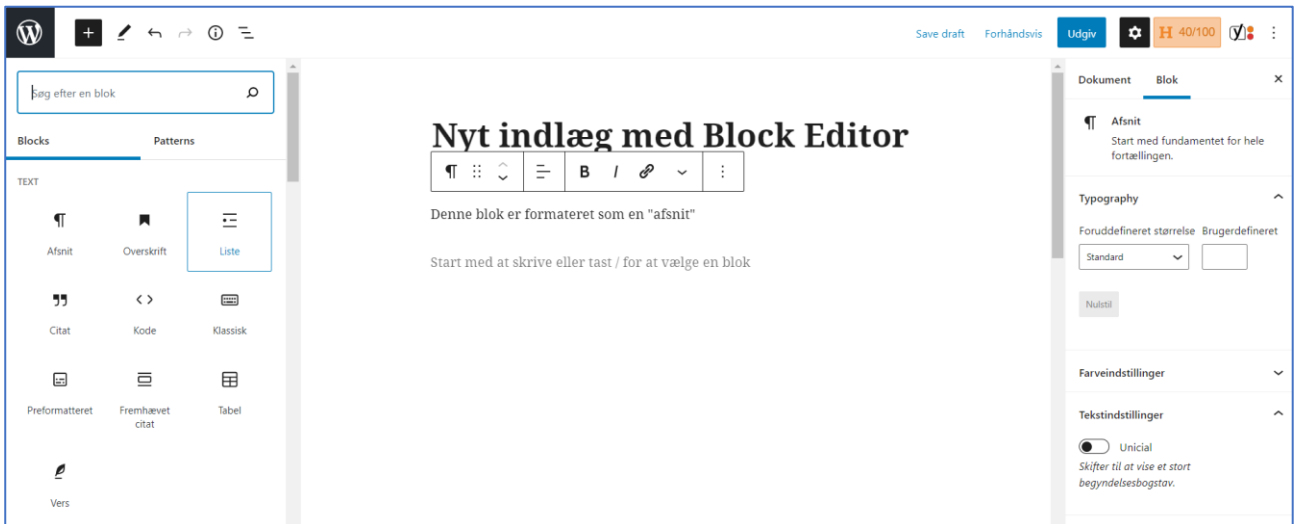 Save draft Forhåndsvis Udgiv H 40/100
Søg efter en blok
Blocks Patterns
TEXT
Afsnit Overskrift Liste
Citat Kode Klassisk
Preformatteret Fremhævet citat Tabel
Vers
Nyt indlæg med Block Editor
B I
Denne blok er formateret som en "afsnit"
Start med at skrive eller tast / for at vælge en blok
Dokument Blok
Afsnit
Start med fundamentet for hele
fortællingen.
Typography
Foruddefineret størrelse Brugerdefineret
Standard
Nulstil
Farveindstillinger
Tekstindstillinger
Unicial
Skifter til at vise et stort
begyndelsesbogstav.